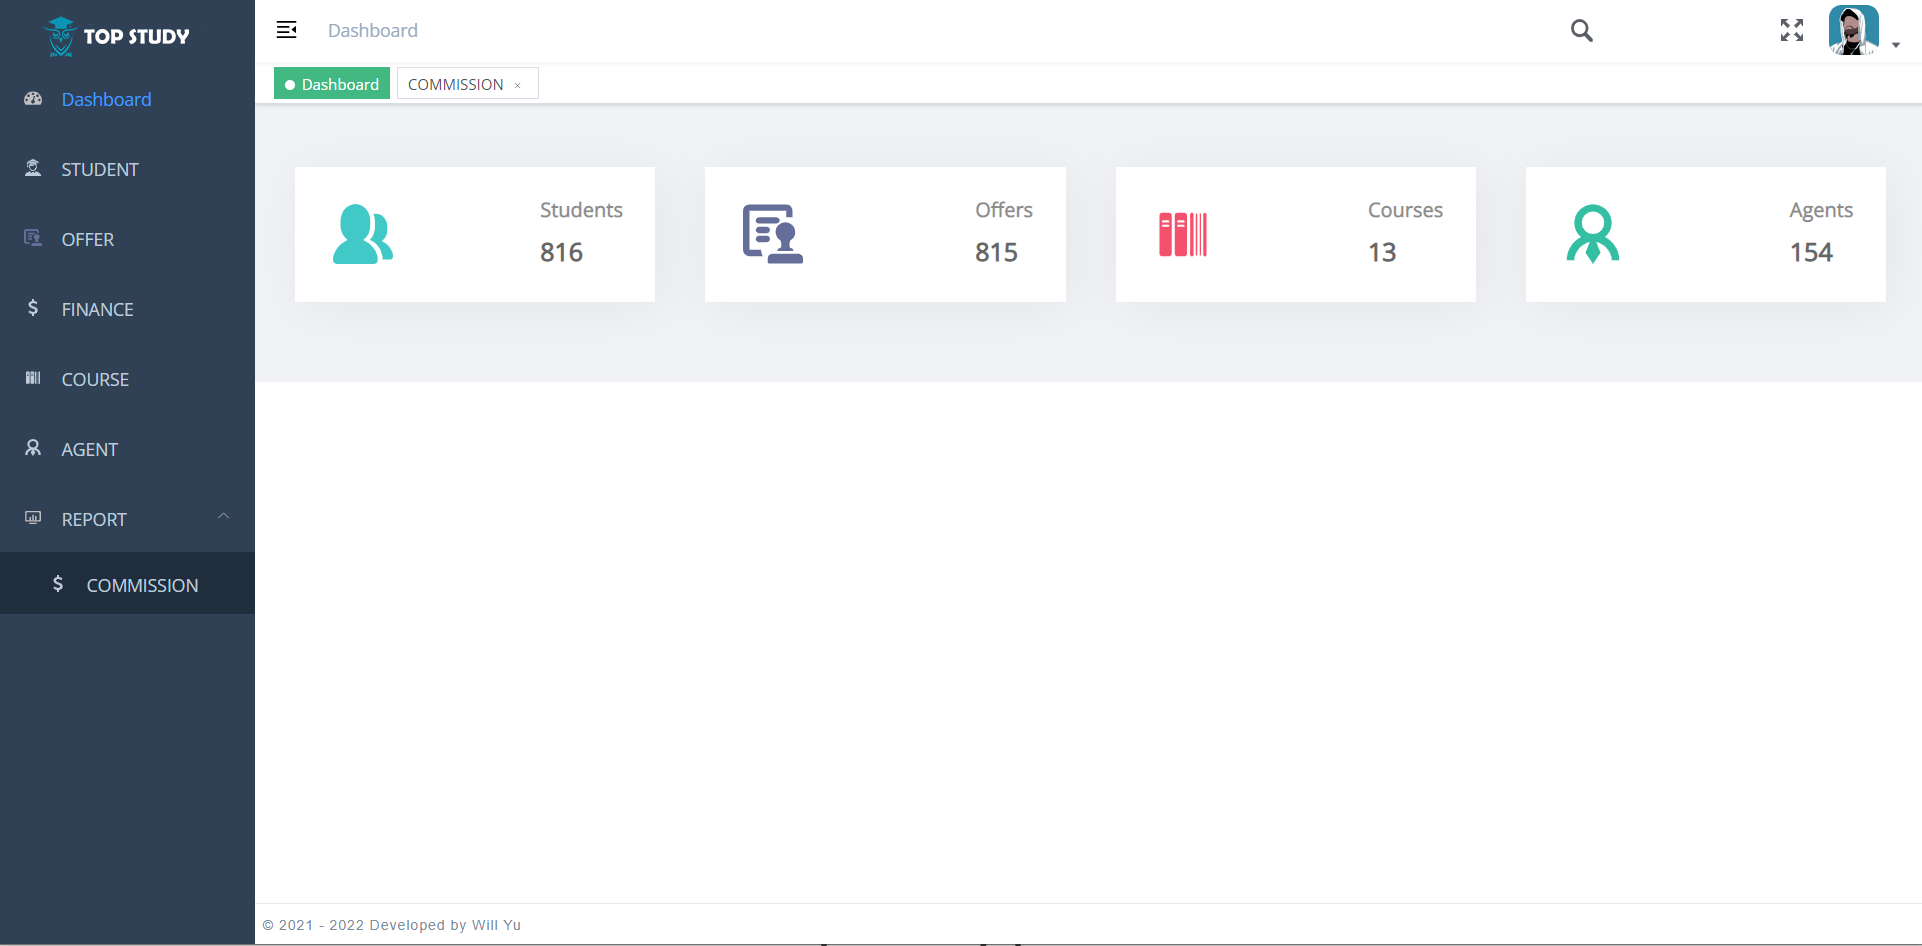 TOP STUDY
Dashboard
STUDENT
OFFER
FINANCE
COURSE
AGENT
REPORT
COMMISSION
Dashboard
Dashboard COMMISSION ×
Students
816
Offers
815
Courses
13
Agents
154
© 2021 - 2022 Developed by Will Yu